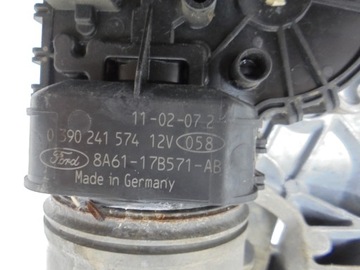 11-02-07 2
0 390 241 574 12V 058
Ford 8A61-17B571-AB
Made in Germany